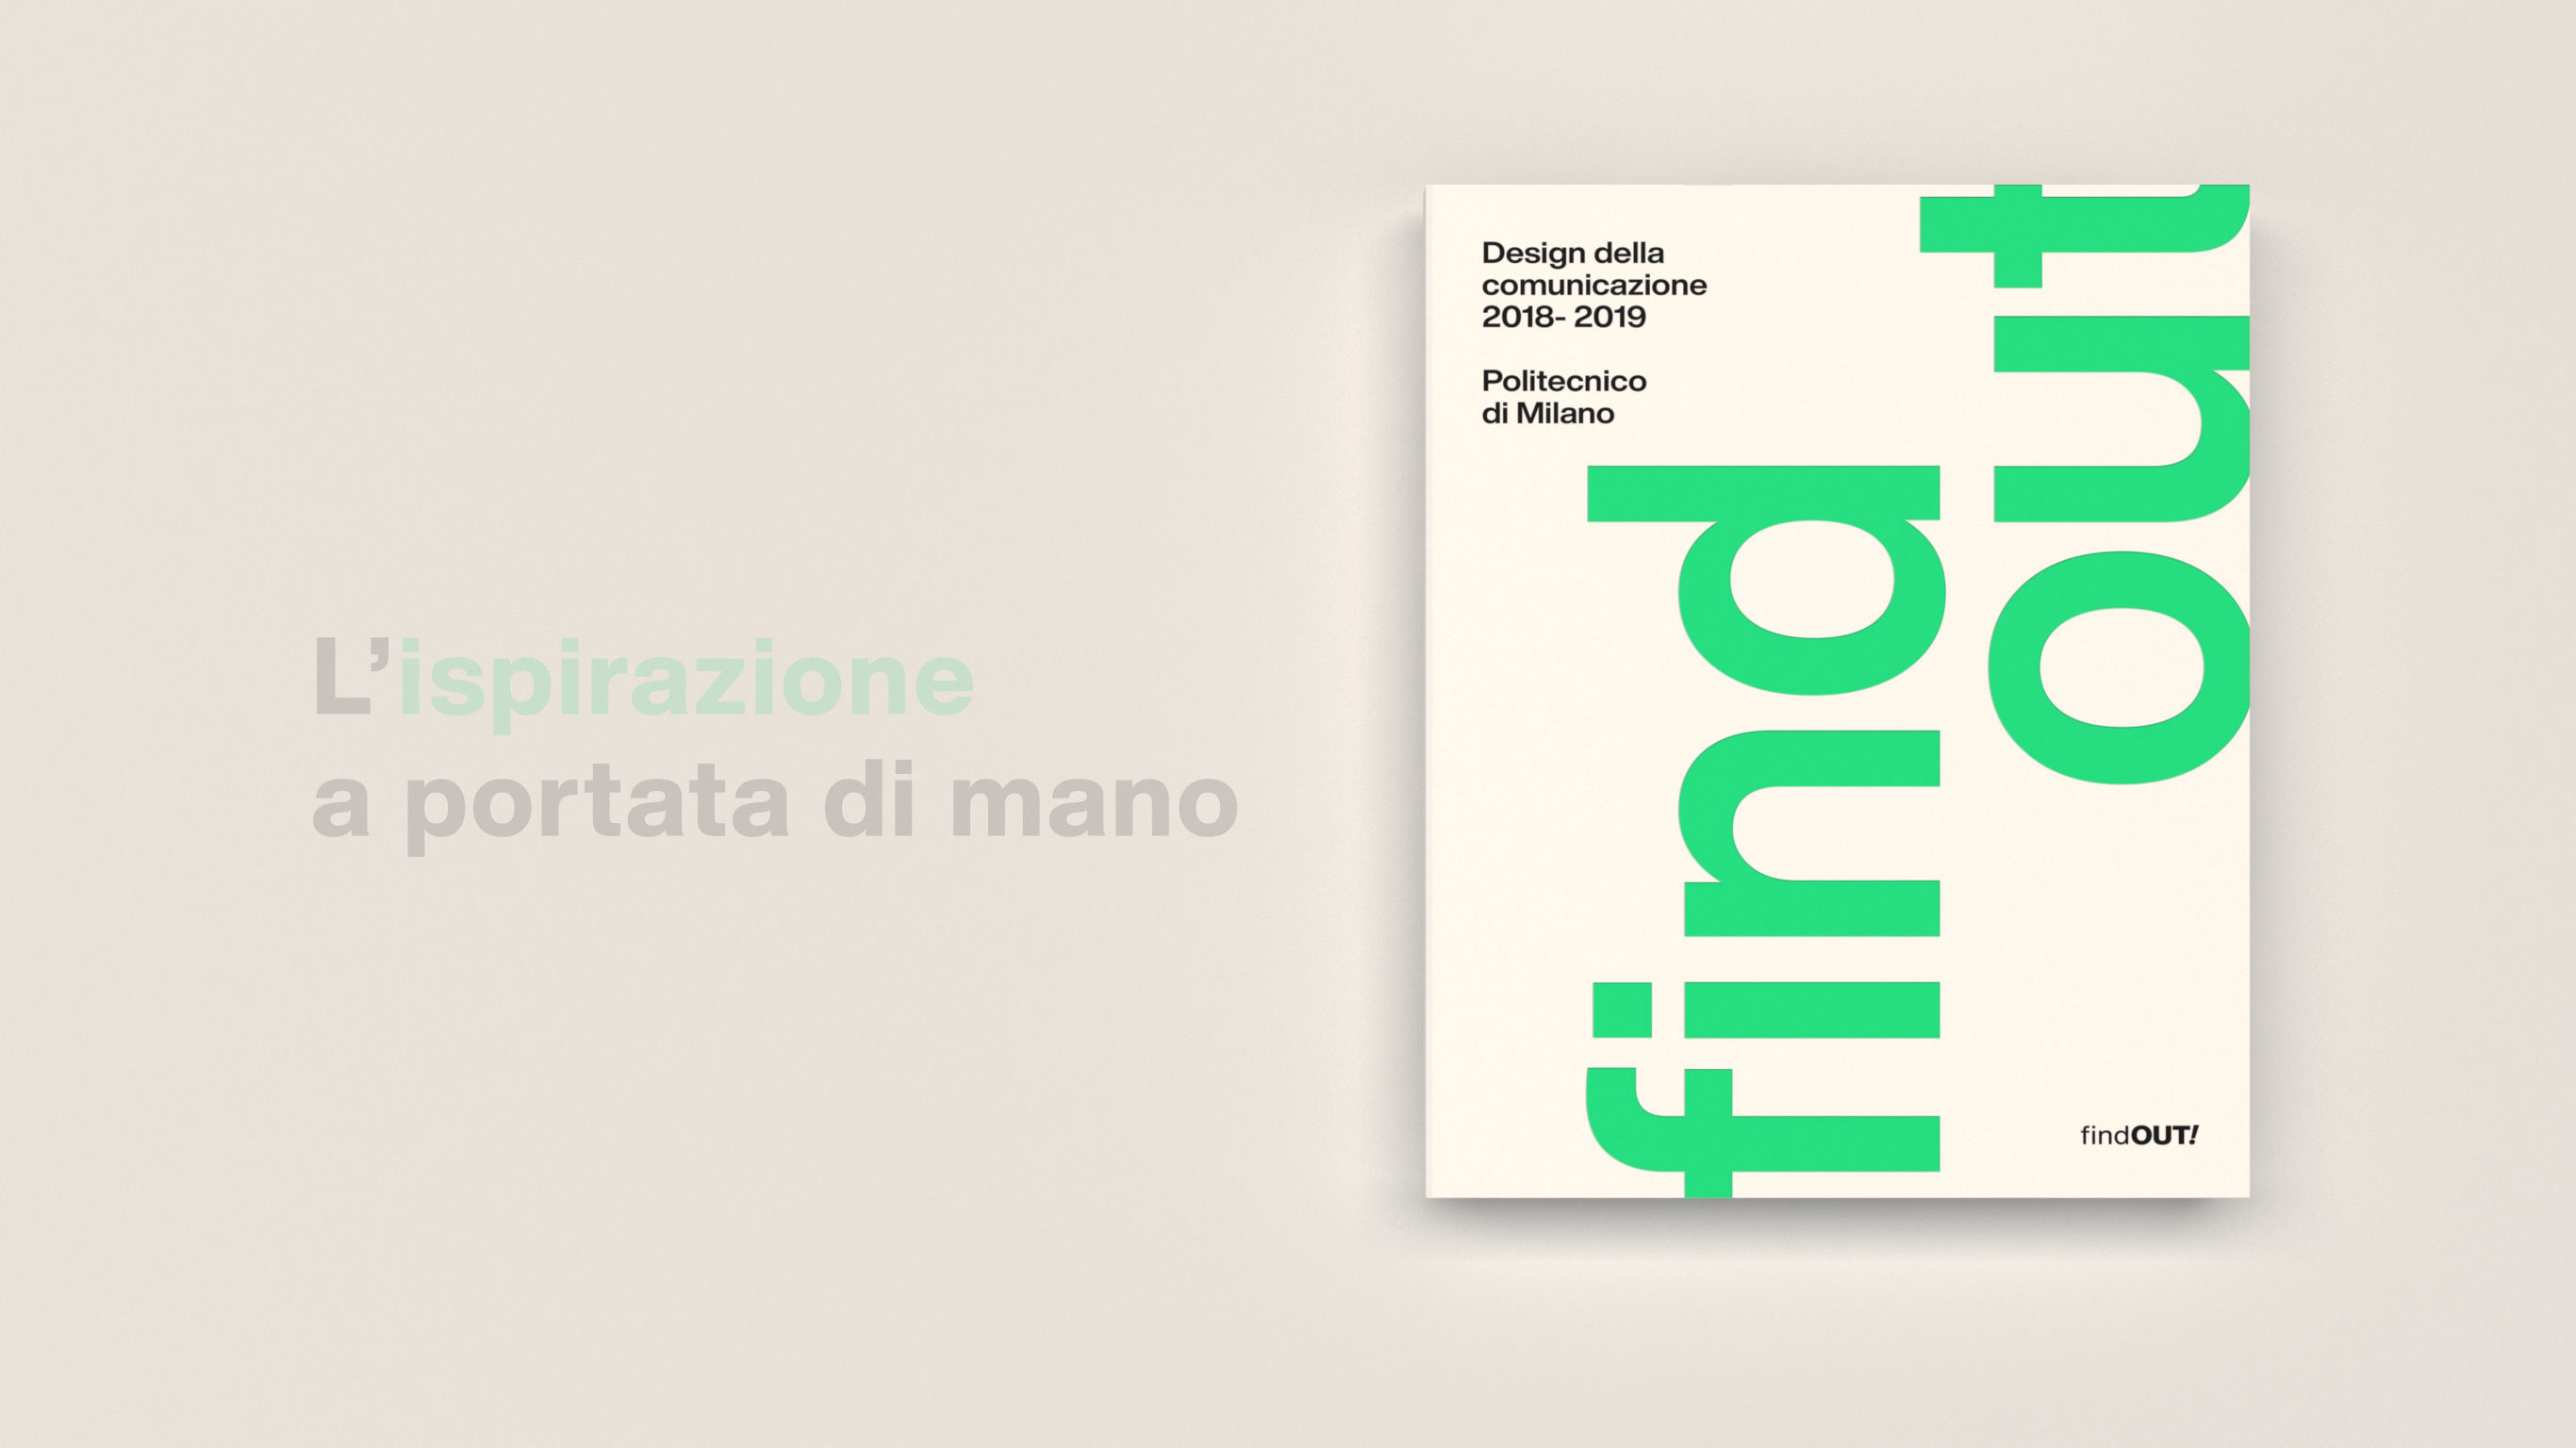 L’ispirazione
a portata di mano
Design della
comunicazione
2018- 2019
Politecnico
di Milano
find
out
findOUT!